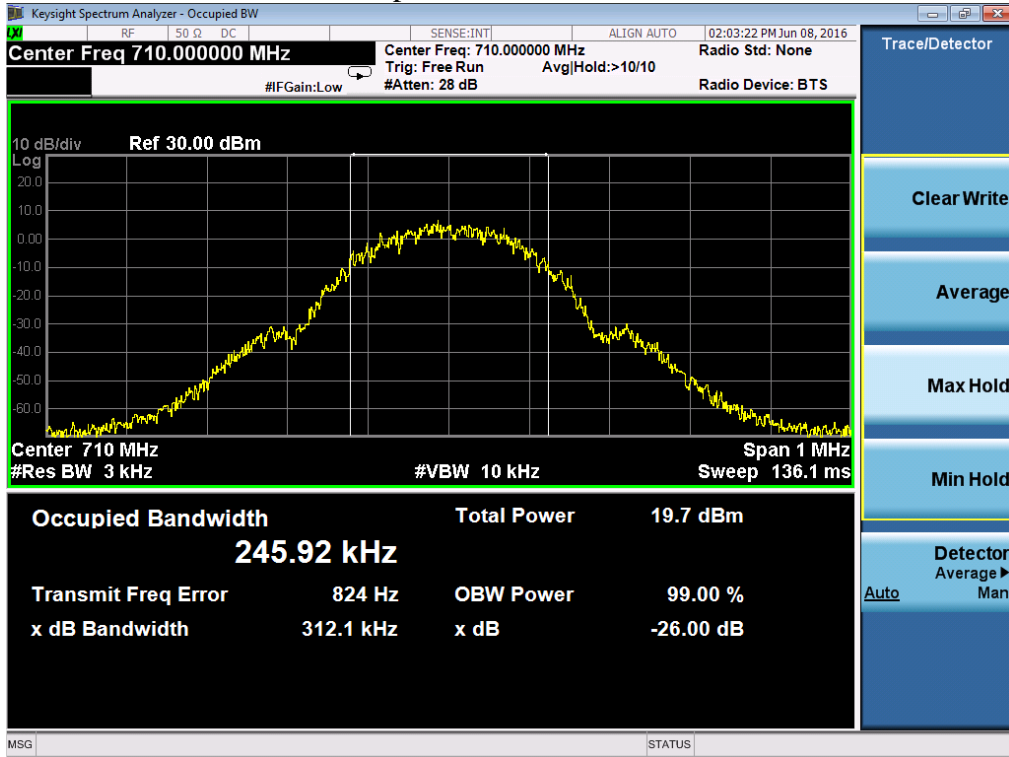 Keysight Spectrum Analyzer - Occupied BW
LXI RF 50 Ω DC SENSE:INT ALIGN AUTO 02:03:22 PM Jun 08, 2016
Center Freq 710.000000 MHz
Center Freq: 710.000000 MHz Radio Std: None
Trig: Free Run Avg|Hold:>10/10
#IFGain:Low #Atten: 28 dB Radio Device: BTS
10 dB/div Ref 30.00 dBm
Log
20.0
10.0
0.00
-10.0
-20.0
-30.0
-40.0
-50.0
-60.0
Center 710 MHz Span 1 MHz
#Res BW 3 kHz #VBW 10 kHz Sweep 136.1 ms
Occupied Bandwidth Total Power 19.7 dBm
245.92 kHz
Transmit Freq Error 824 Hz OBW Power 99.00 %
x dB Bandwidth 312.1 kHz x dB -26.00 dB
MSG STATUS
Trace/Detector
Clear Write
Average
Max Hold
Min Hold
Detector
Average▶
Auto Man